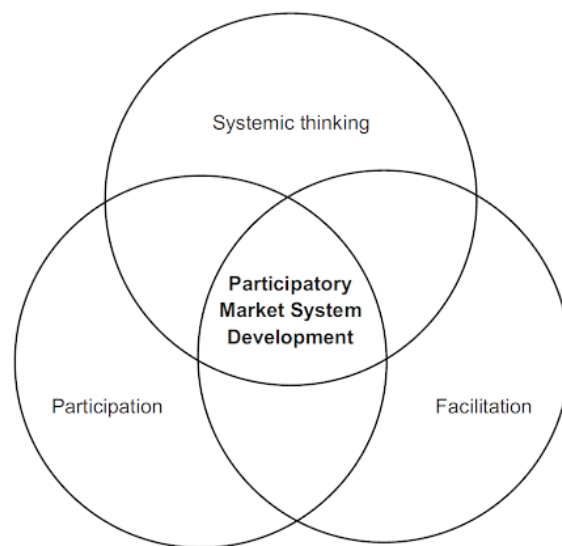 Systemic thinking
Participatory
Market System
Development
Participation
Facilitation